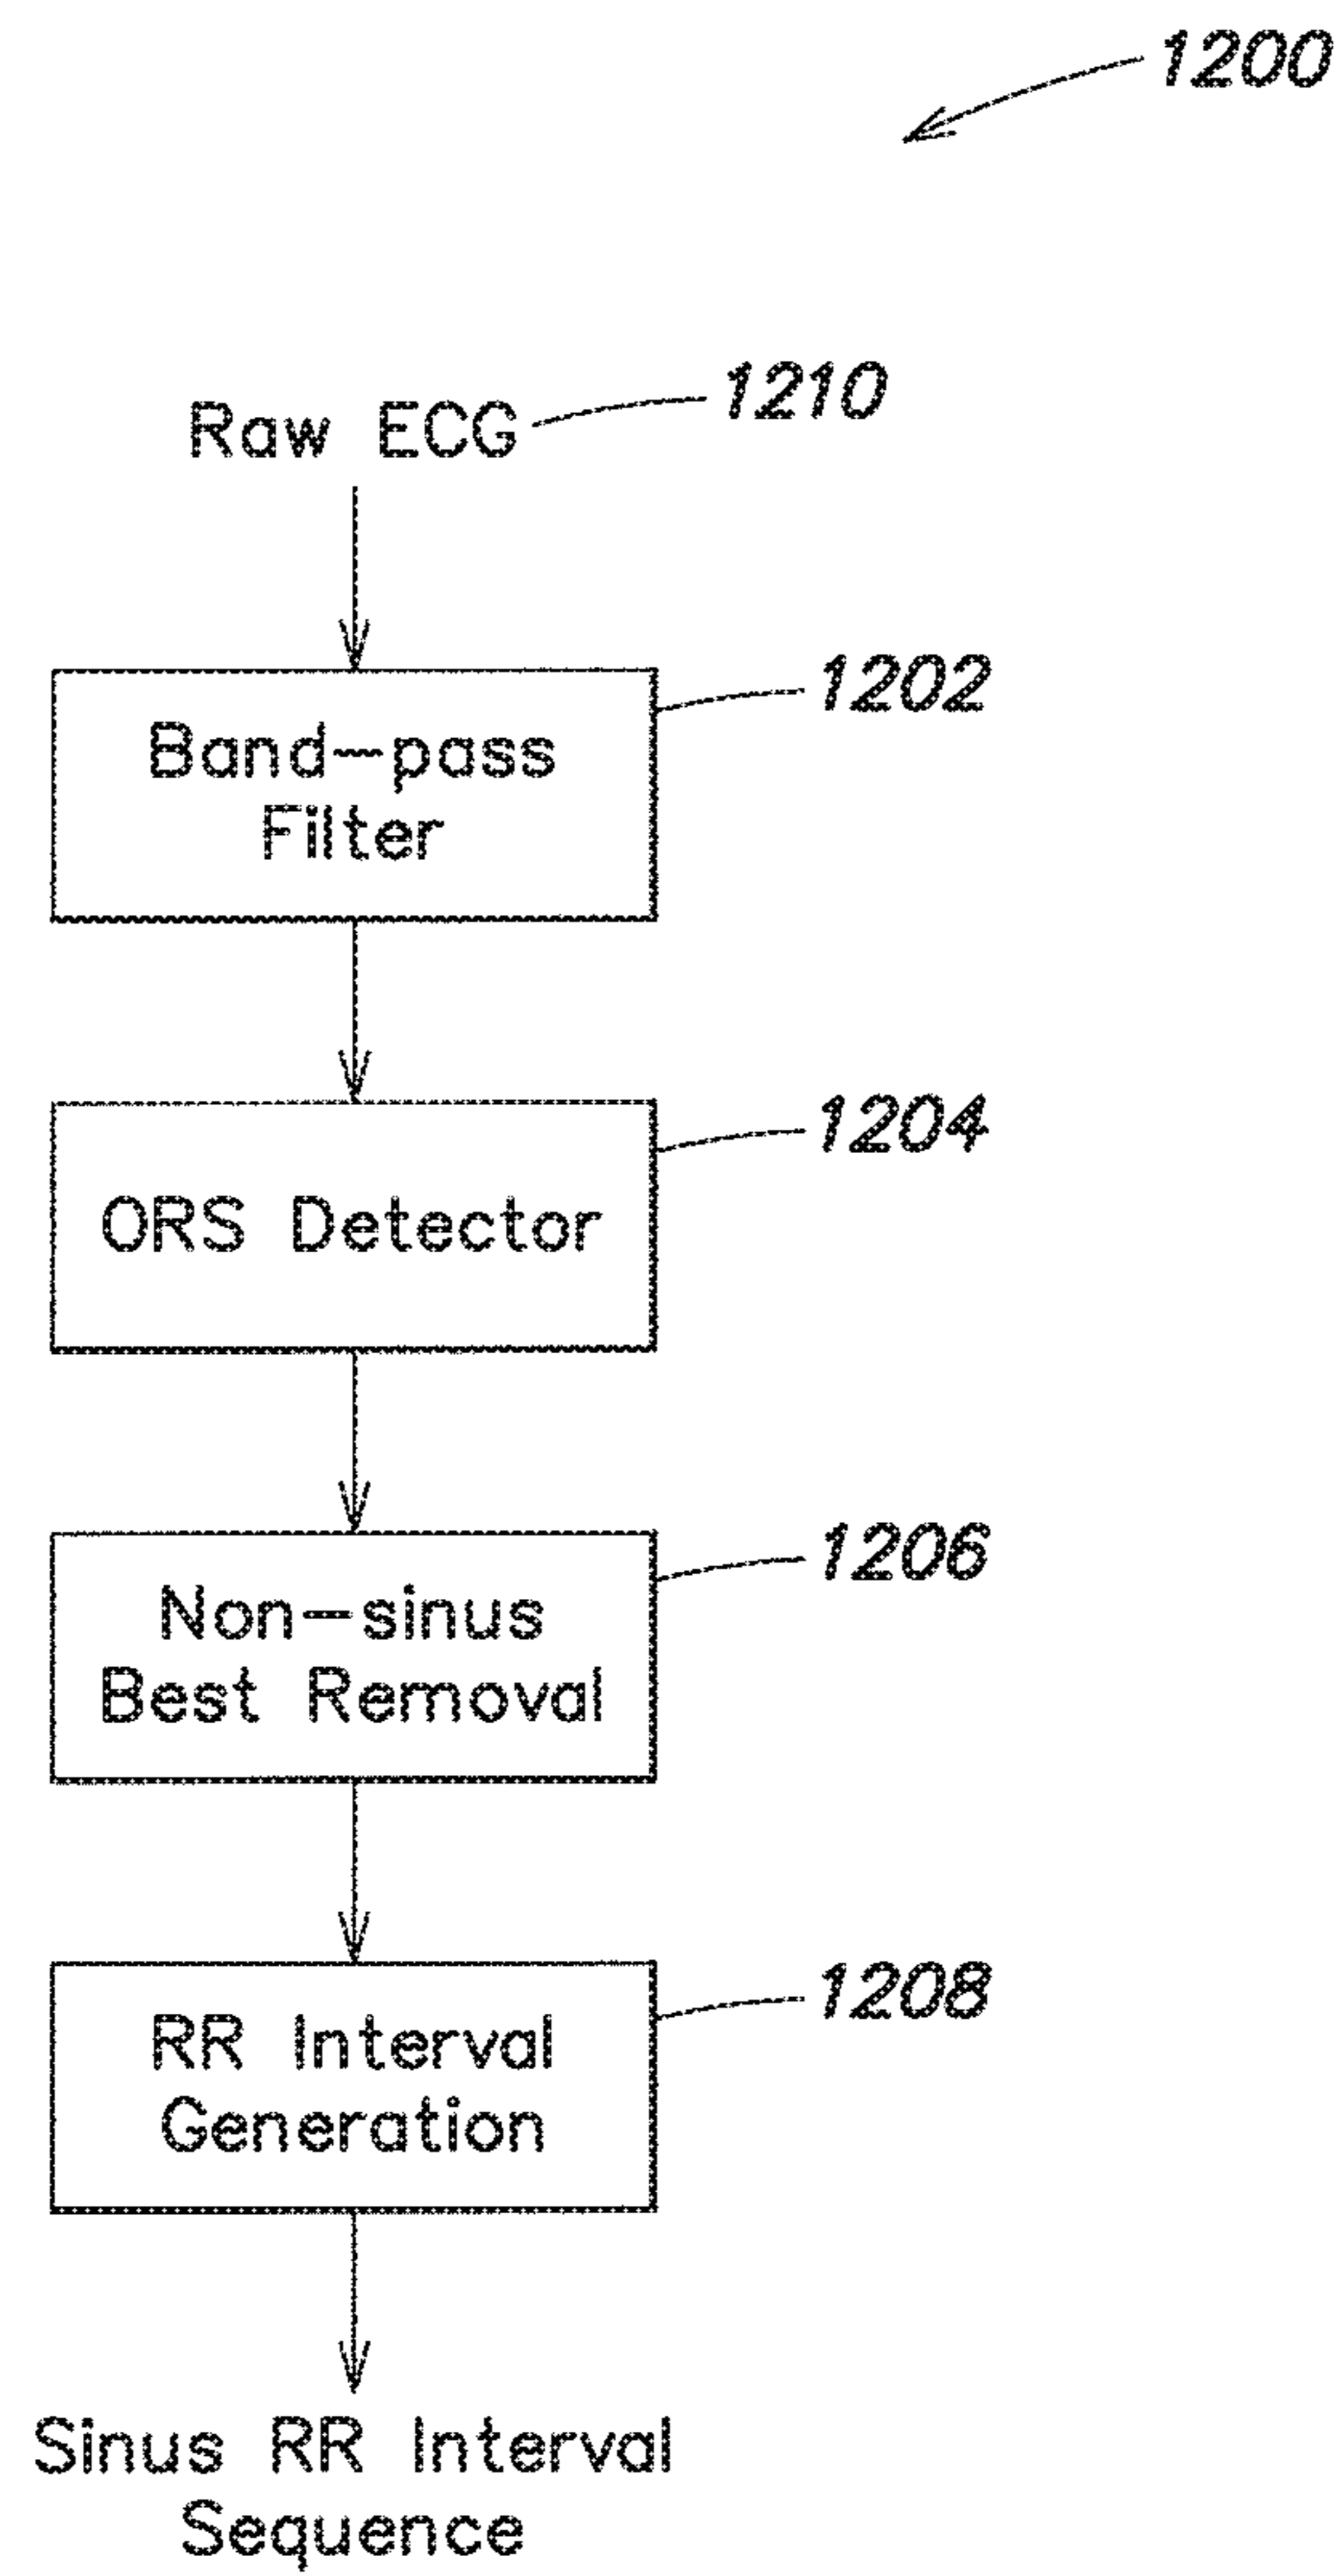 1200
Raw ECG
1210
Band-pass
Filter
1202
ORS Detector
1204
Non-sinus
Best Removal
1206
RR Interval
Generation
1208
Sinus RR Interval
Sequence